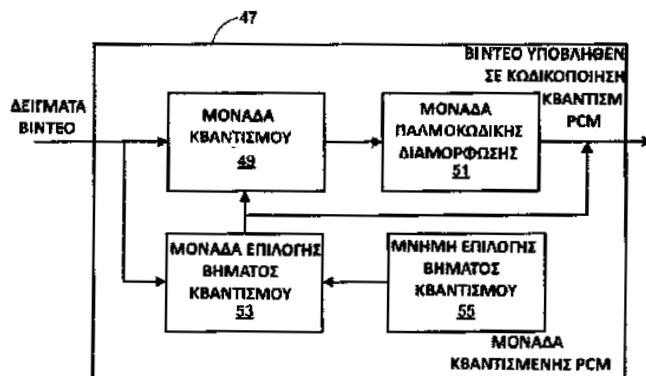 47
ΒΙΝΤΕΟ ΥΠΟΒΛΗΘΕΝ
ΣΕ ΚΩΔΙΚΟΠΟΙΗΣΗ
ΚΒΑΝΤΙΣΜ
PCM
ΔΕΙΓΜΑΤΑ
ΒΙΝΤΕΟ
ΜΟΝΑΔΑ
ΚΒΑΝΤΙΣΜΟΥ
49
ΜΟΝΑΔΑ
ΠΑΛΜΟΚΩΔΙΚΗΣ
ΔΙΑΜΟΡΦΩΣΗΣ
51
ΜΟΝΑΔΑ ΕΠΙΛΟΓΗΣ
ΒΗΜΑΤΟΣ
ΚΒΑΝΤΙΣΜΟΥ
53
ΜΝΗΜΗ ΕΠΙΛΟΓΗΣ
ΒΗΜΑΤΟΣ
ΚΒΑΝΤΙΣΜΟΥ
55
ΜΟΝΑΔΑ
ΚΒΑΝΤΙΣΜΕΝΗΣ PCM